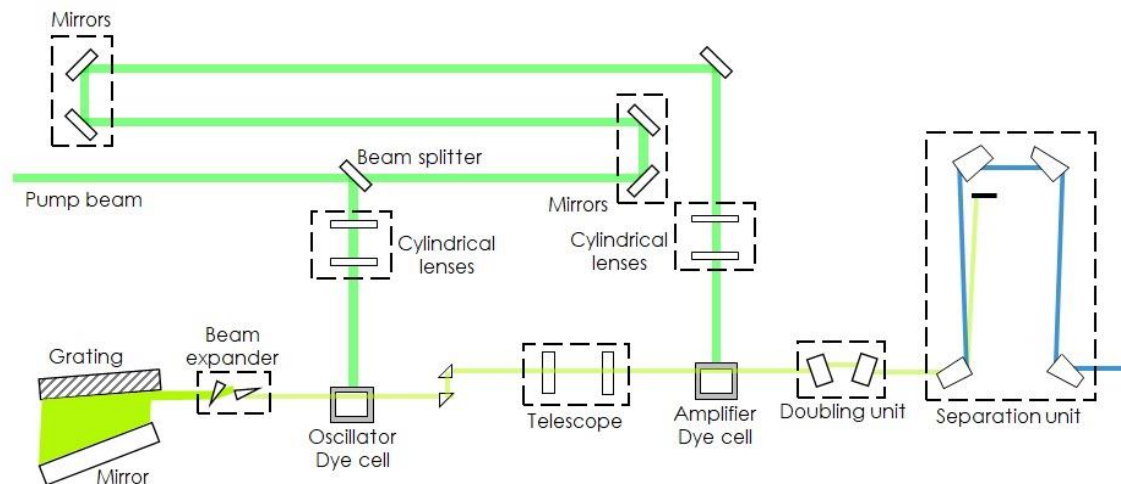 Mirrors
Beam splitter
Pump beam
Mirrors
Cylindrical
lenses
Cylindrical
lenses
Beam
expander
Grating
Mirror
Oscillator
Dye cell
Telescope
Amplifier
Dye cell
Doubling unit
Separation unit